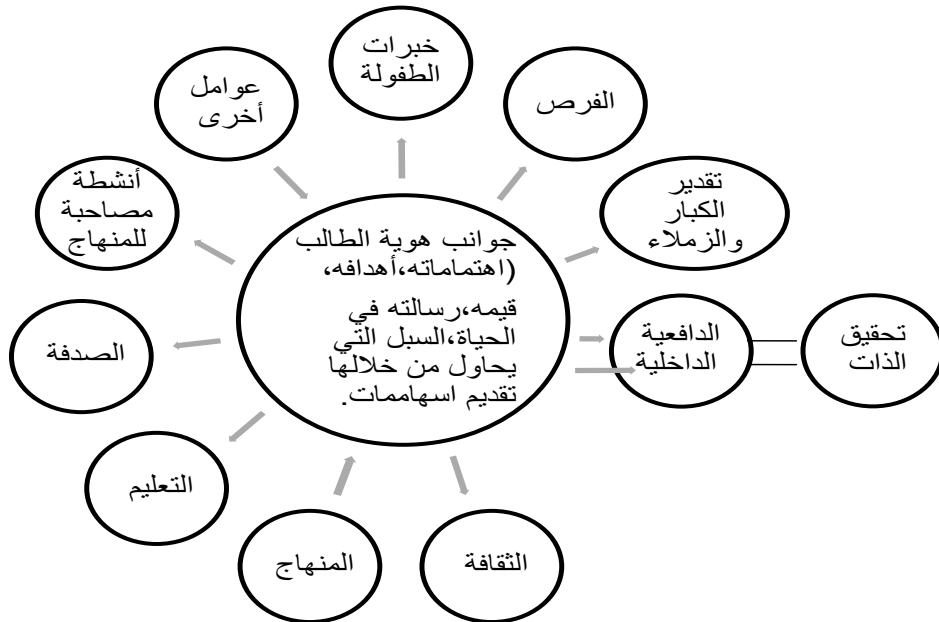 خبرات
الطفولة
عوامل
أخرى
الفرص
أنشطة
مصاحبة
للمنهاج
تقدير
الكبار
والزملاء
جوانب هوية الطالب
(اهتماماته،أهدافه،
قيمه،رسالته في
الحياة،السبل التي
يحاول من خلالها
تقديم اسهاممات.
الصدفة
الدافعية
الداخلية
تحقيق
الذات
التعليم
المنهاج
الثقافة